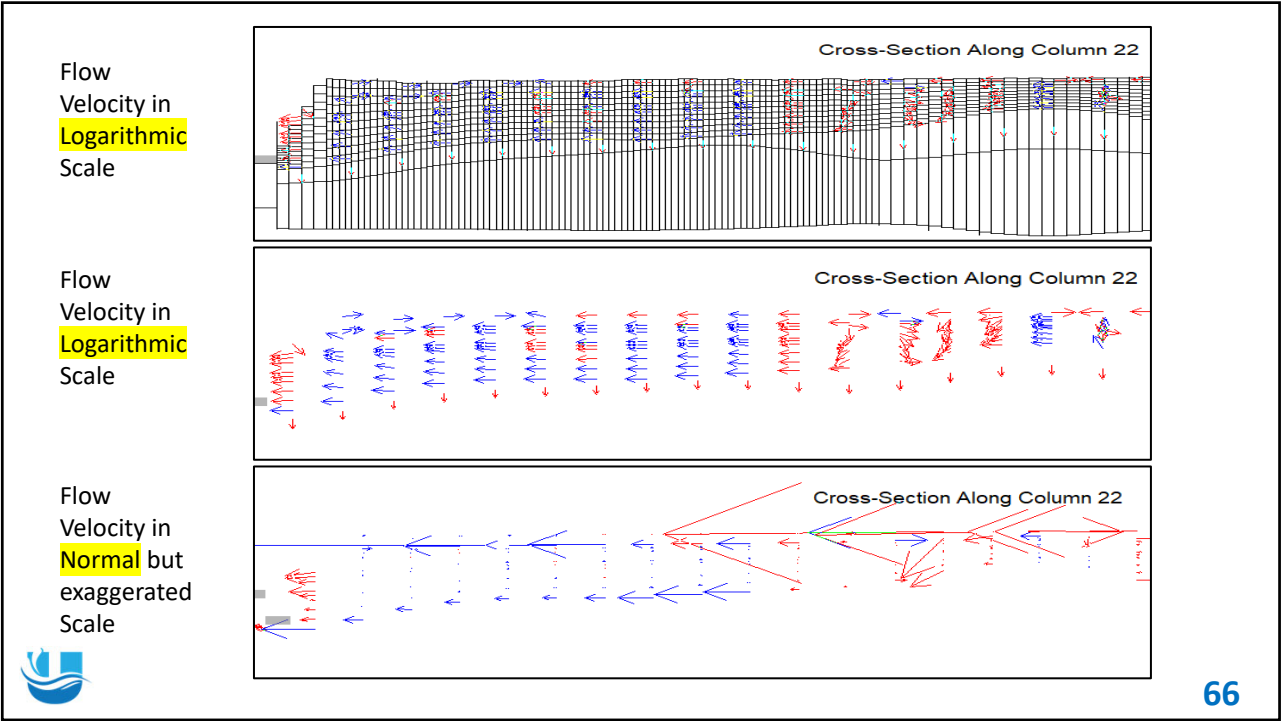 Flow
Velocity in
Logarithmic
Scale
Cross-Section Along Column 22
Flow
Velocity in
Logarithmic
Scale
Cross-Section Along Column 22
Flow
Velocity in
Normal but
exaggerated
Scale
Cross-Section Along Column 22
66